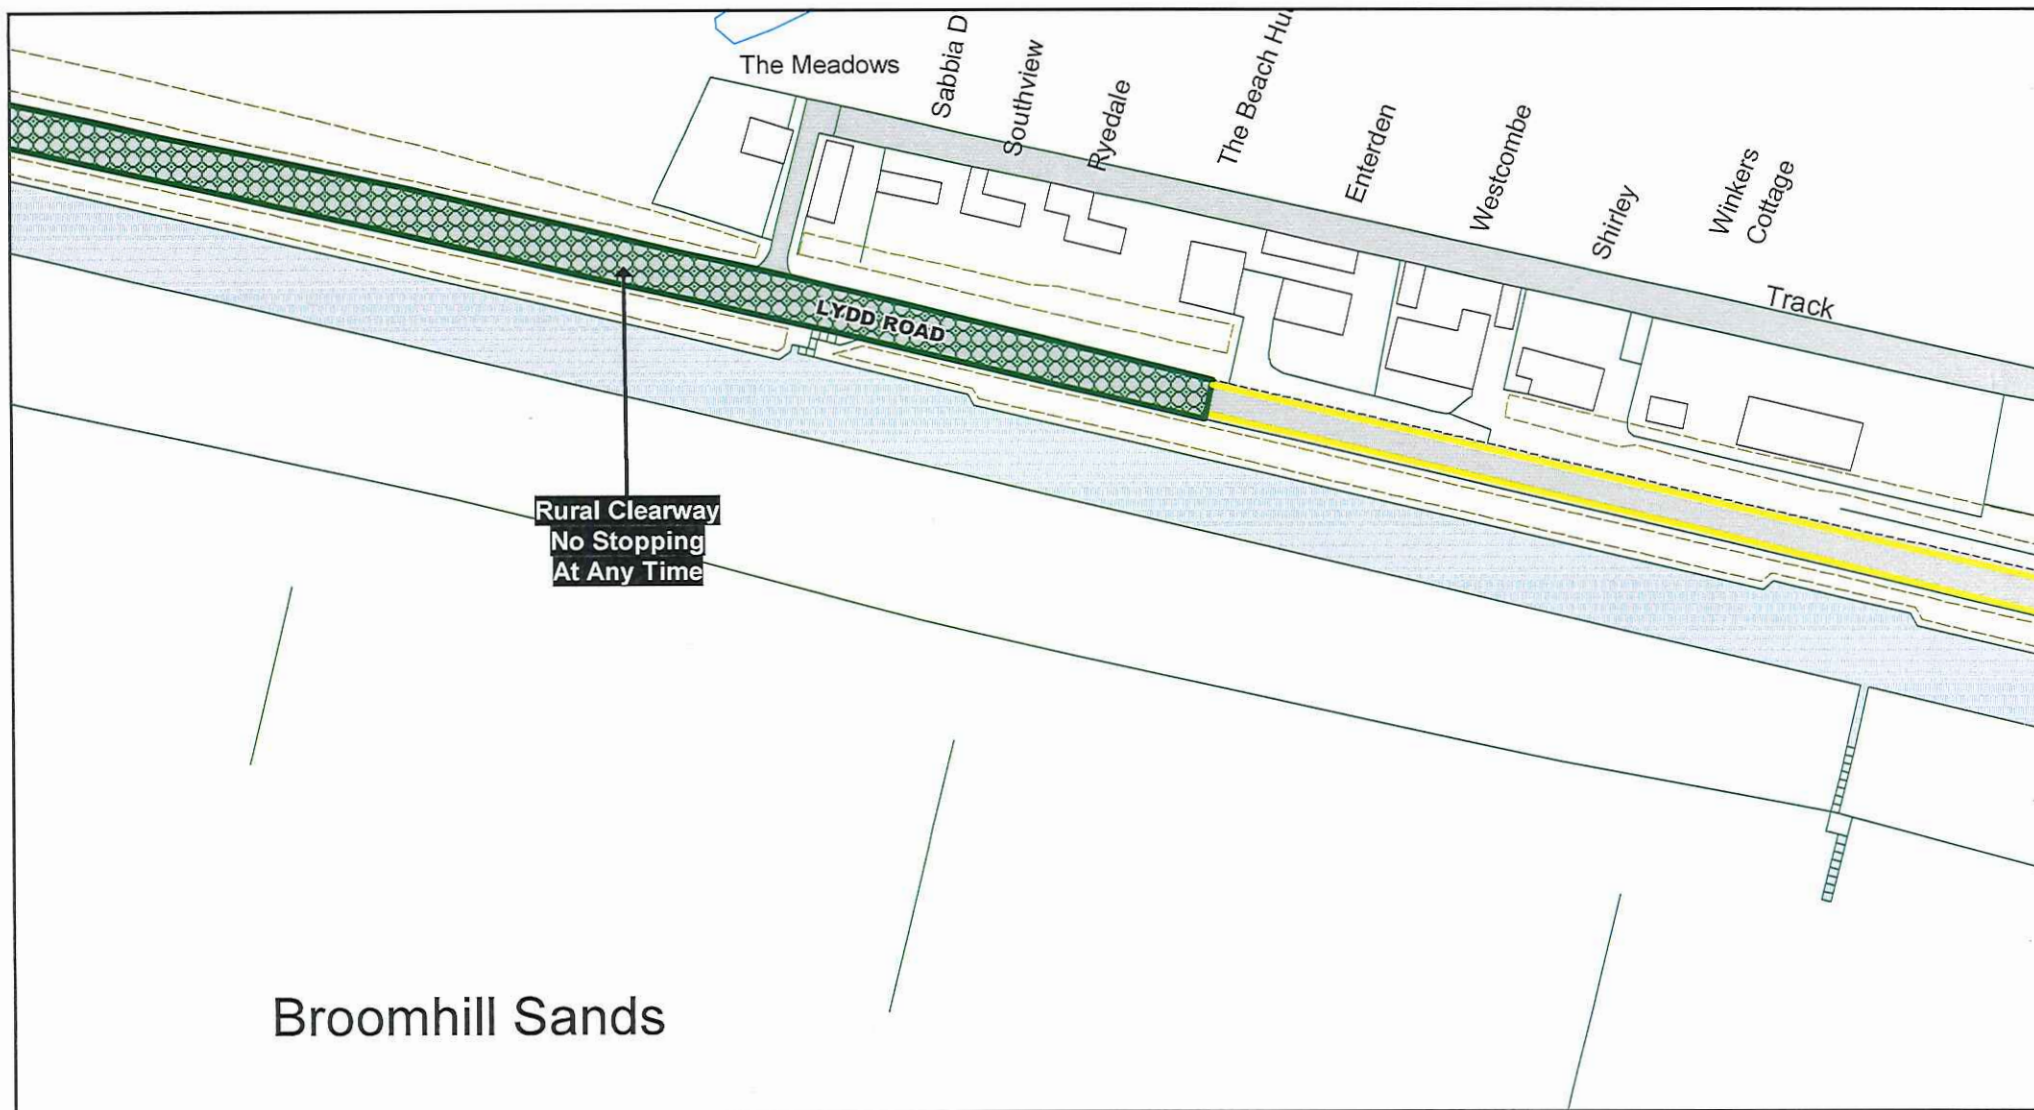 The Meadows
Sabbia D
Southview
Ryedale
The Beach Hu
Enterden
Westcombe
Shirley
Winkers
Cottage
Track
LYDD ROAD
Rural Clearway
No Stopping
At Any Time
Broomhill Sands